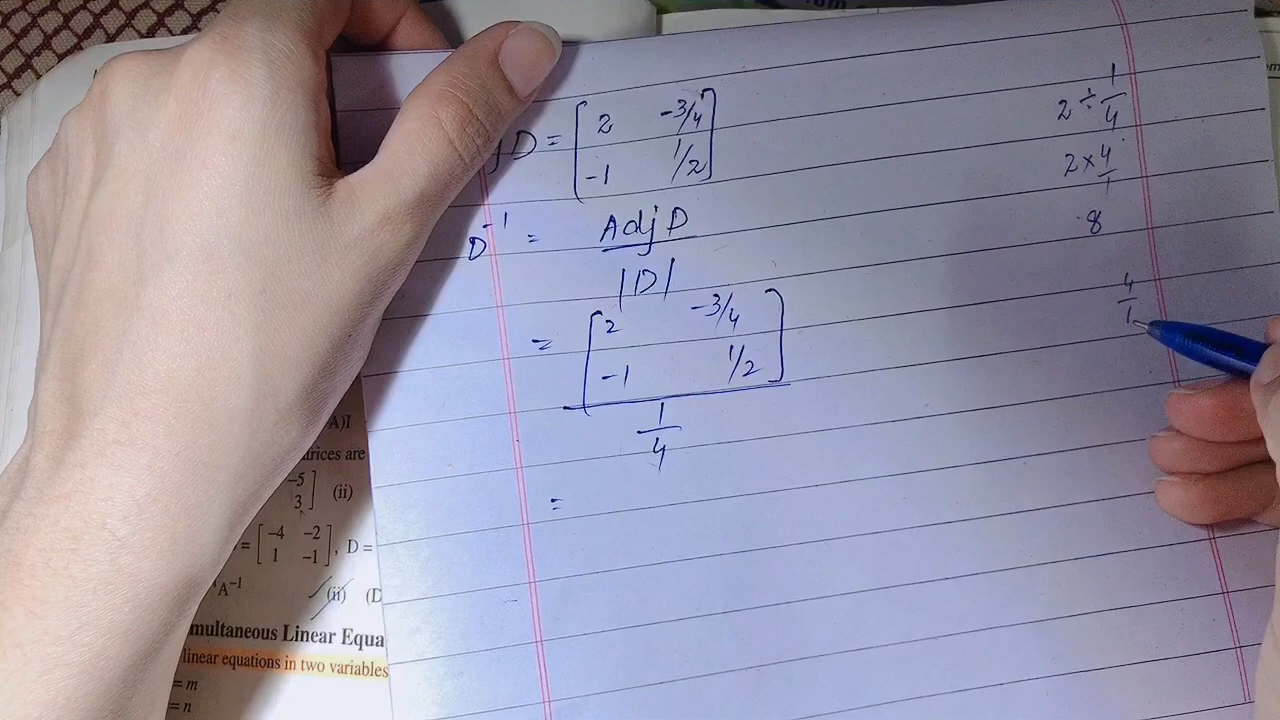 D = [ 2 -3/4
-1 1/2 ]
D⁻¹ = Adj D
|D|
= [ 2 -3/4
-1 1/2 ]
1
4
=
2 ÷ 1/4
2 × 4/1
8
4
1
A)I
trices are
-5
3 ] (ii)
= [ -4 -2
1 -1 ], D =
A⁻¹ (ii) (D
multaneous Linear Equa
linear equations in two variables
= m
= n